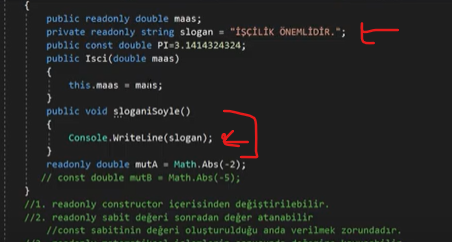 {
public readonly double maas;
private readonly string slogan = "İŞÇİLİK ÖNEMLİDİR.";
public const double PI=3.1414324324;
public Isci(double maas)
{
this.maas = maas;
}
public void sloganiSoyle()
{
Console.WriteLine(slogan);
}
readonly double mutA = Math.Abs(-2);
// const double mutB = Math.Abs(-5);
}
//1. readonly constructor içerisinden değiştirilebilir.
//2. readonly sabit değeri sonradan değer atanabilir
//const sabitinin değeri oluşturulduğu anda verilmek zorundadır.